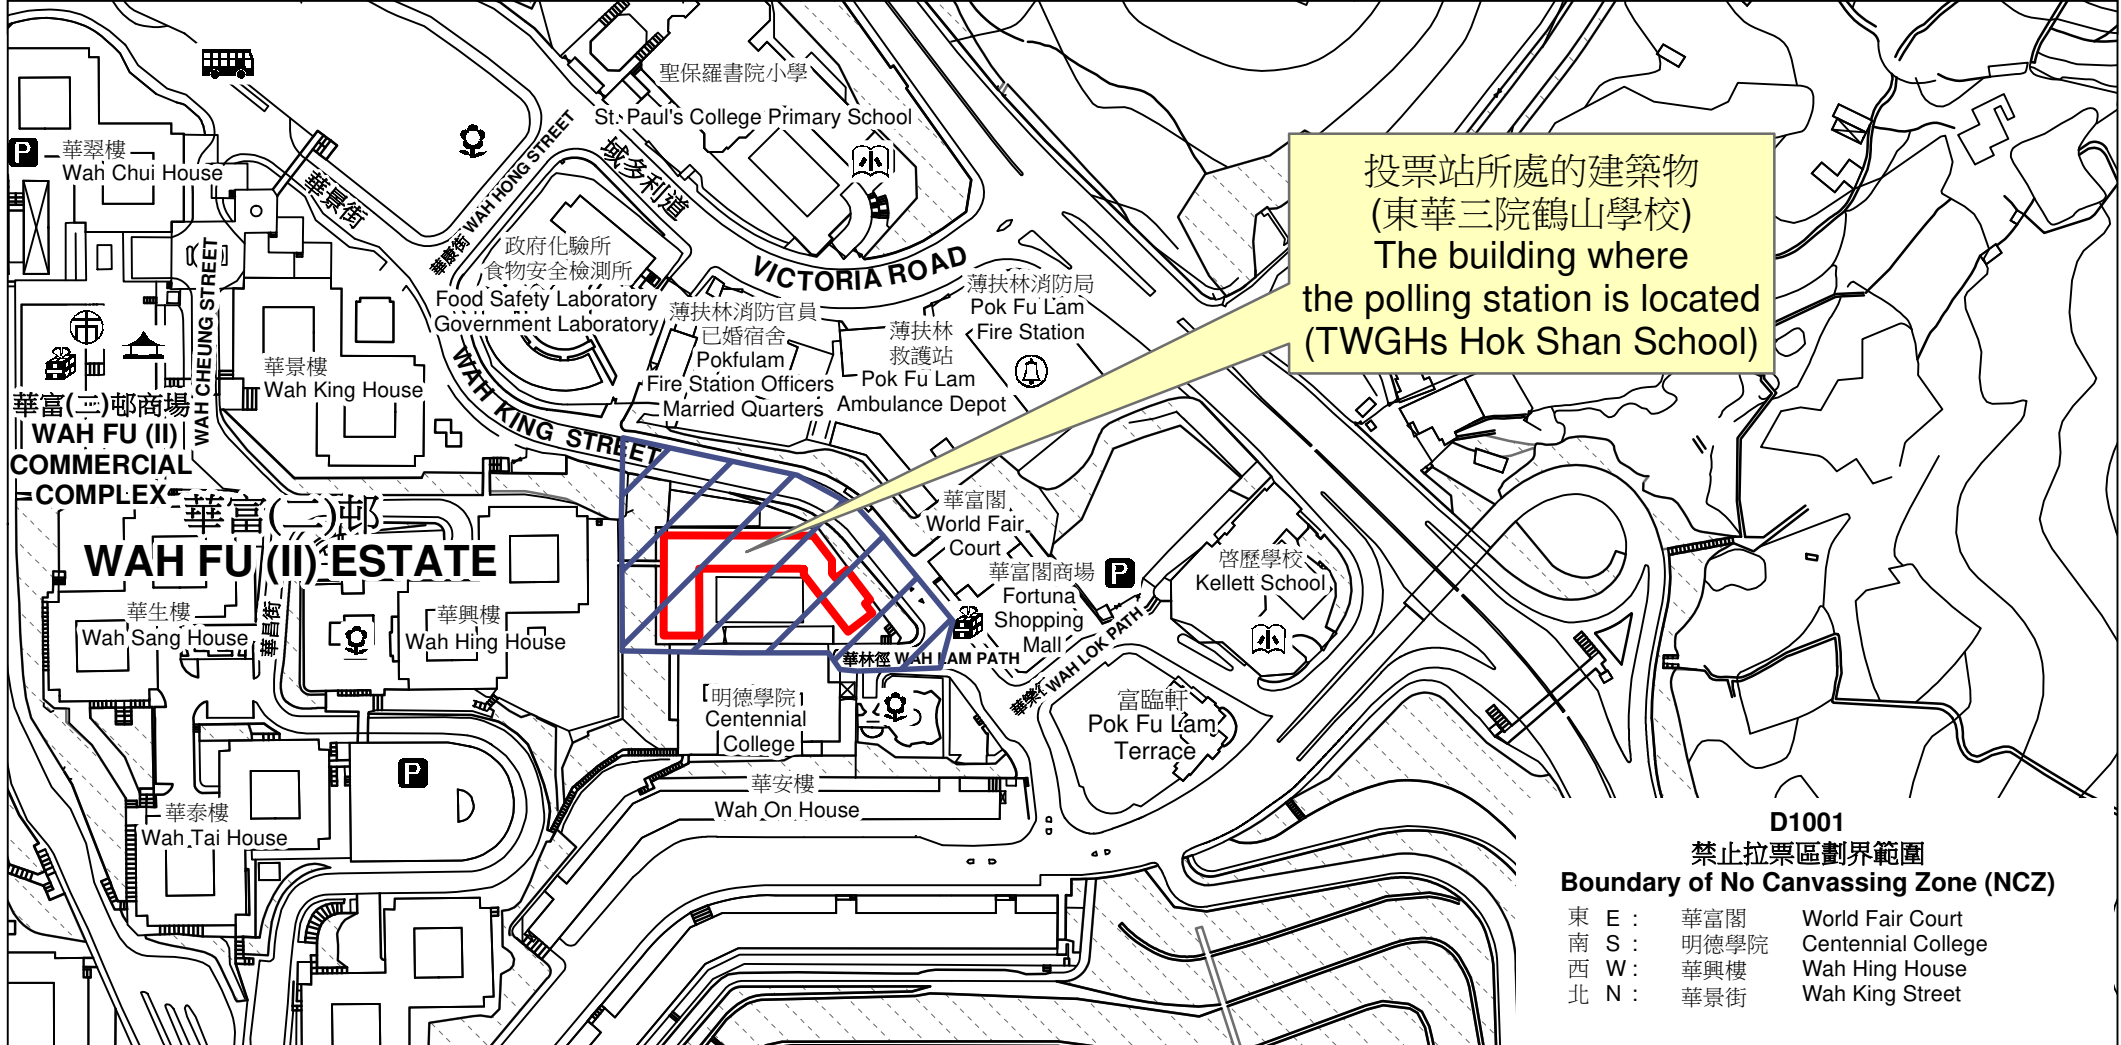 聖保羅書院小學
St. Paul's College Primary School
P
華翠樓
Wah Chui House
華景街
華康街 WAH HONG STREET
域多利道
VICTORIA ROAD
投票站所處的建築物
(東華三院鶴山學校)
The building where
the polling station is located
(TWGHs Hok Shan School)
政府化驗所
食物安全檢測所
Food Safety Laboratory
Government Laboratory
薄扶林消防官員
已婚宿舍
Pokfulam
Fire Station Officers
Married Quarters
薄扶林消防局
Pok Fu Lam
Fire Station
薄扶林
救護站
Pok Fu Lam
Ambulance Depot
WAH CHEUNG STREET
市
華景樓
Wah King House
WAH KING STREET
華富(二)邨商場
WAH FU (II)
COMMERCIAL
COMPLEX
華富(二)邨
WAH FU (II) ESTATE
華富閣
World Fair
Court
華富閣商場
Fortuna
Shopping
Mall
P
啓歷學校
Kellett School
小
小
華生樓
Wah Sang House
華昌街
華興樓
Wah Hing House
華林徑 WAH LAM PATH
WAH LOK PATH
明德學院
Centennial
College
富臨軒
Pok Fu Lam
Terrace
P
華安樓
Wah On House
華泰樓
Wah Tai House
D1001
禁止拉票區劃界範圍
Boundary of No Canvassing Zone (NCZ)
東 E : 華富閣 World Fair Court
南 S : 明德學院 Centennial College
西 W : 華興樓 Wah Hing House
北 N : 華景街 Wah King Street